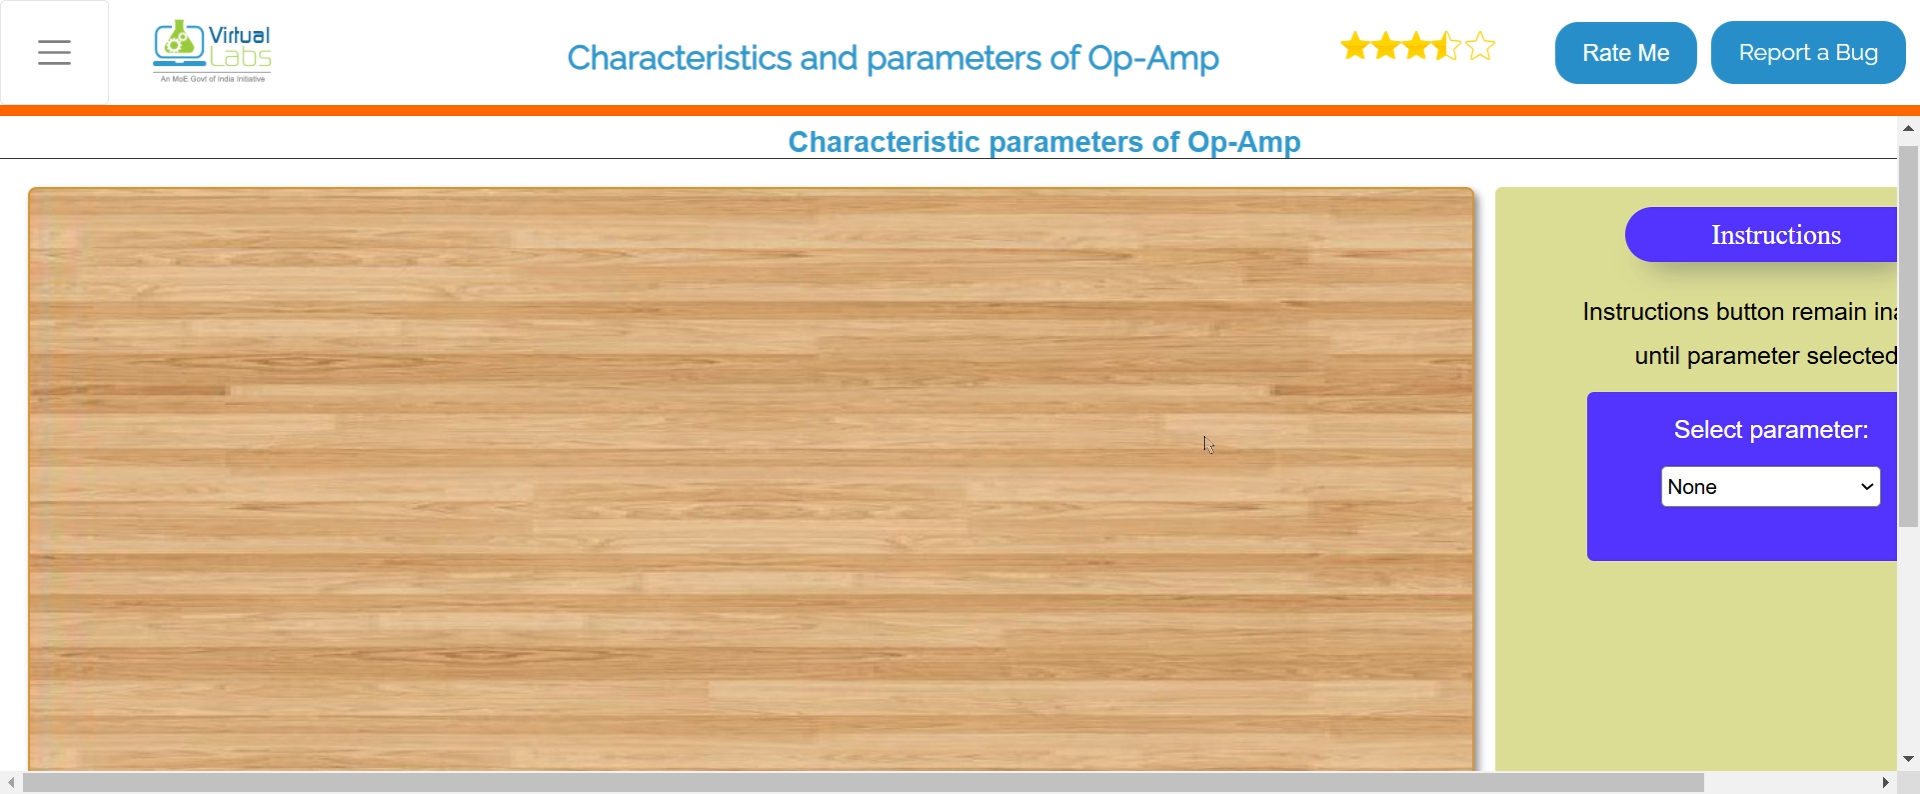 Virtual
Labs
An MoE Govt of India Initiative
Characteristics and parameters of Op-Amp
Rate Me
Report a Bug
Characteristic parameters of Op-Amp
Instructions
Instructions button remain ina
until parameter selected
Select parameter:
None